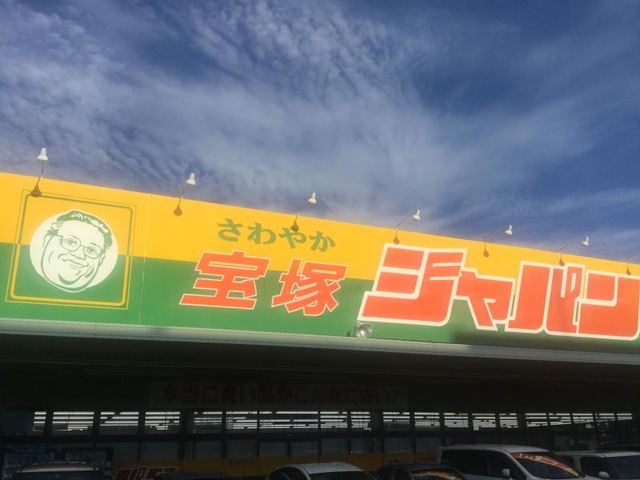 さわやか
宝塚 ジャパン
本当に良い品がこんなに安い!